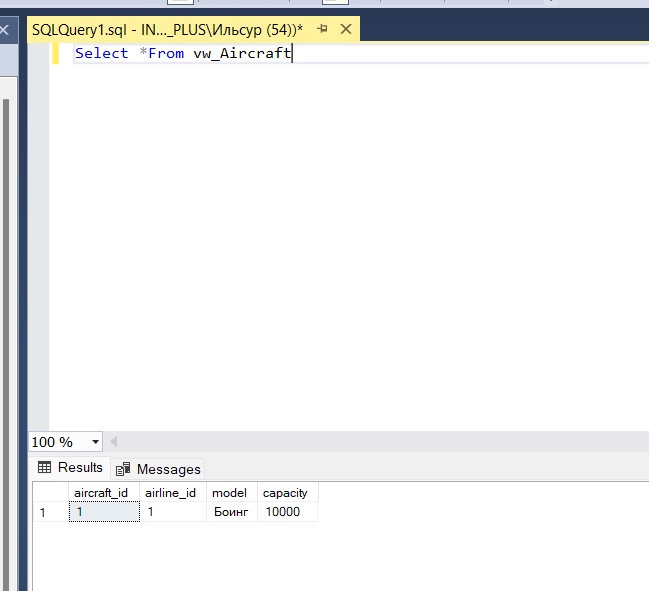 SQLQuery1.sql - IN..._PLUS\Ильсур (54))*
Select *From vw_Aircraft
100 %
Results Messages
aircraft_id airline_id model capacity
1 1 1 Боинг 10000